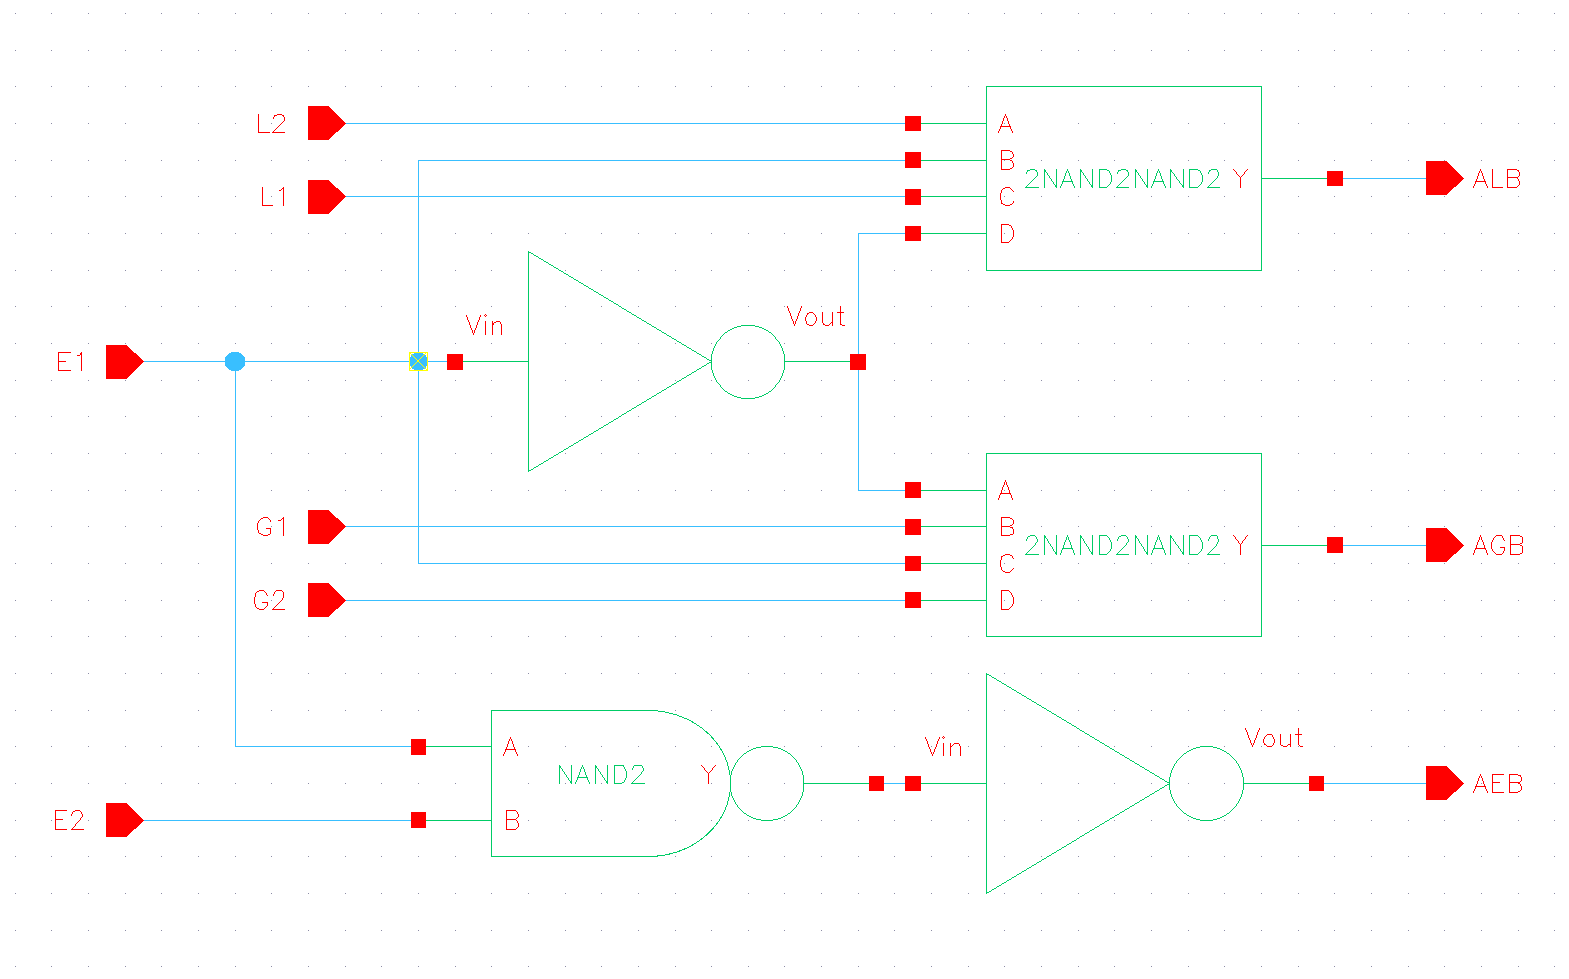 L2
A
B
2NAND2NAND2 Y
ALB
L1
C
D
Vin
Vout
E1
A
G1
B
2NAND2NAND2 Y
AGB
C
G2
D
Vin
Vout
A
NAND2
Y
AEB
E2
B